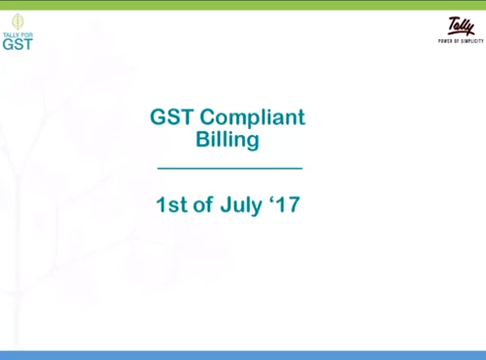 TALLY FOR
GST
Tally
POWER OF SIMPLICITY
GST Compliant
Billing
1st of July ‘17